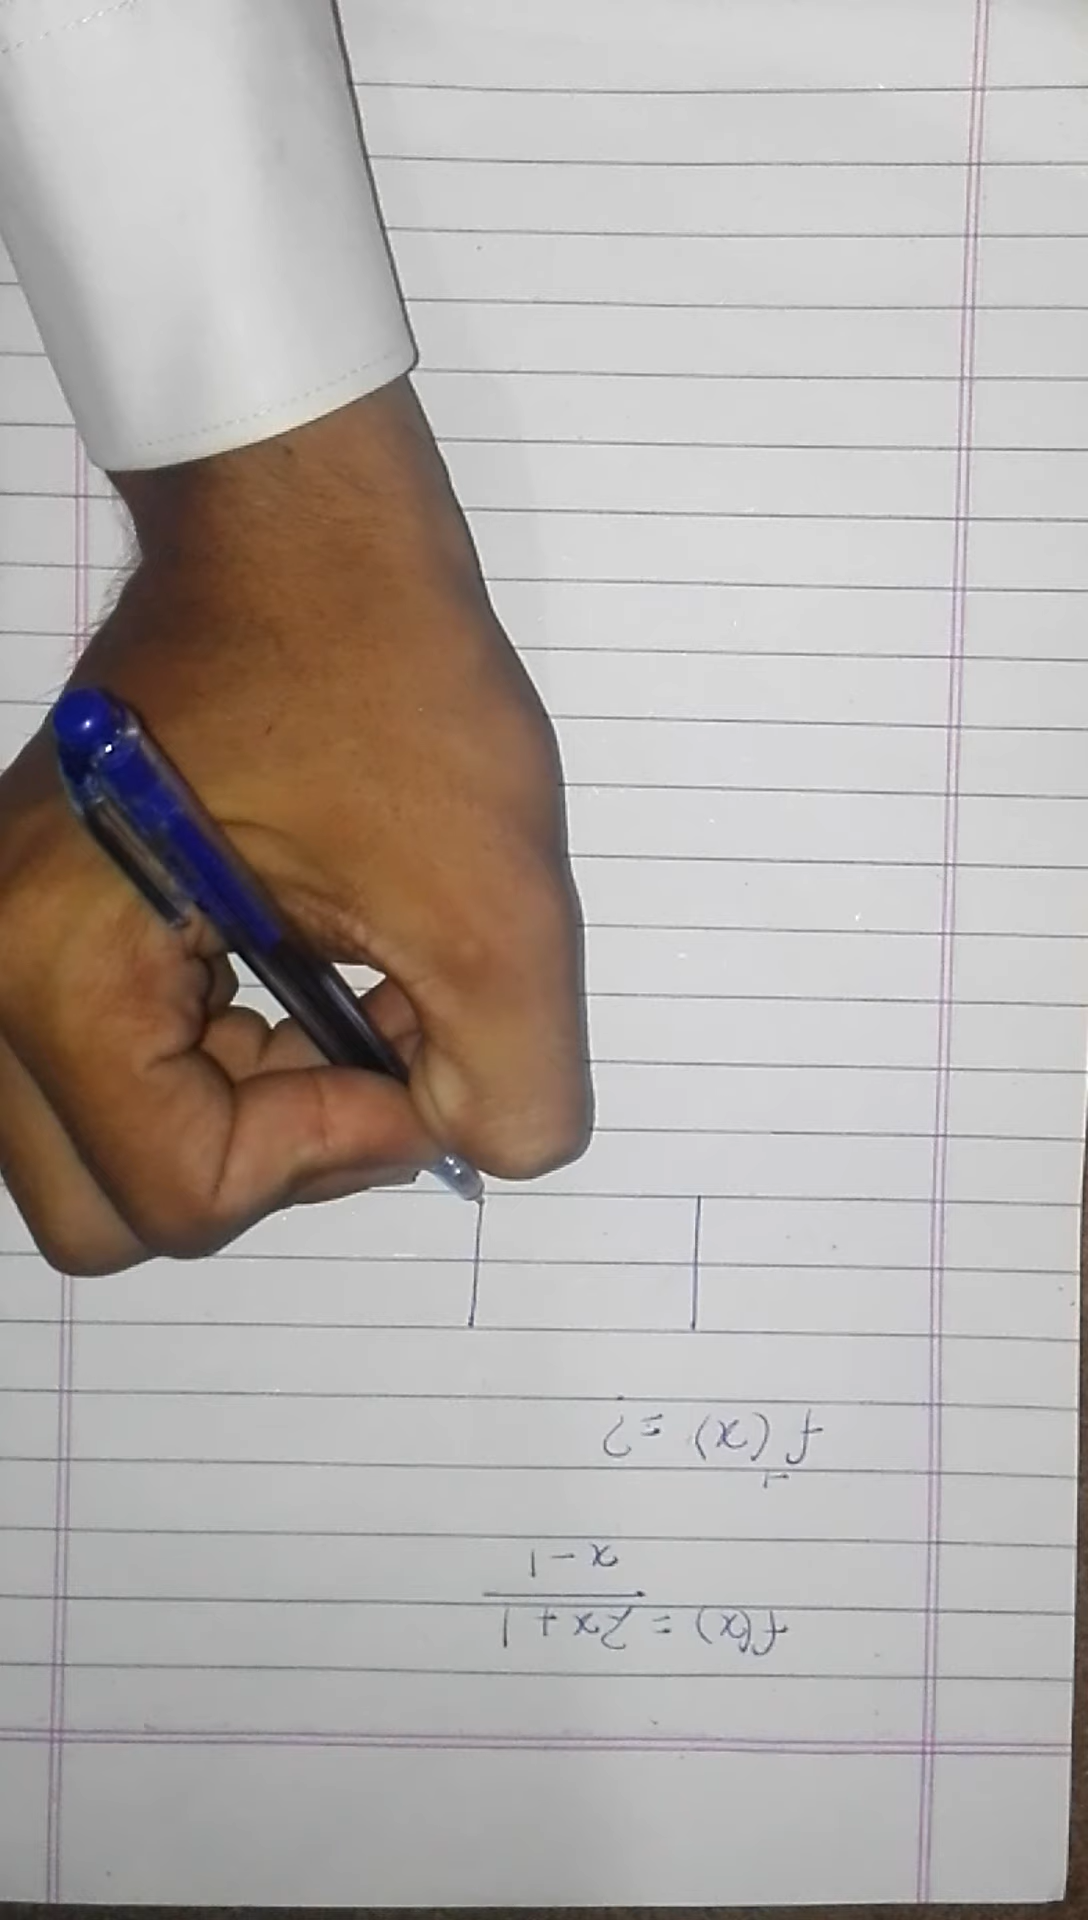 f(x) = 2x + 1
x - 1
f⁻¹(x) = ?